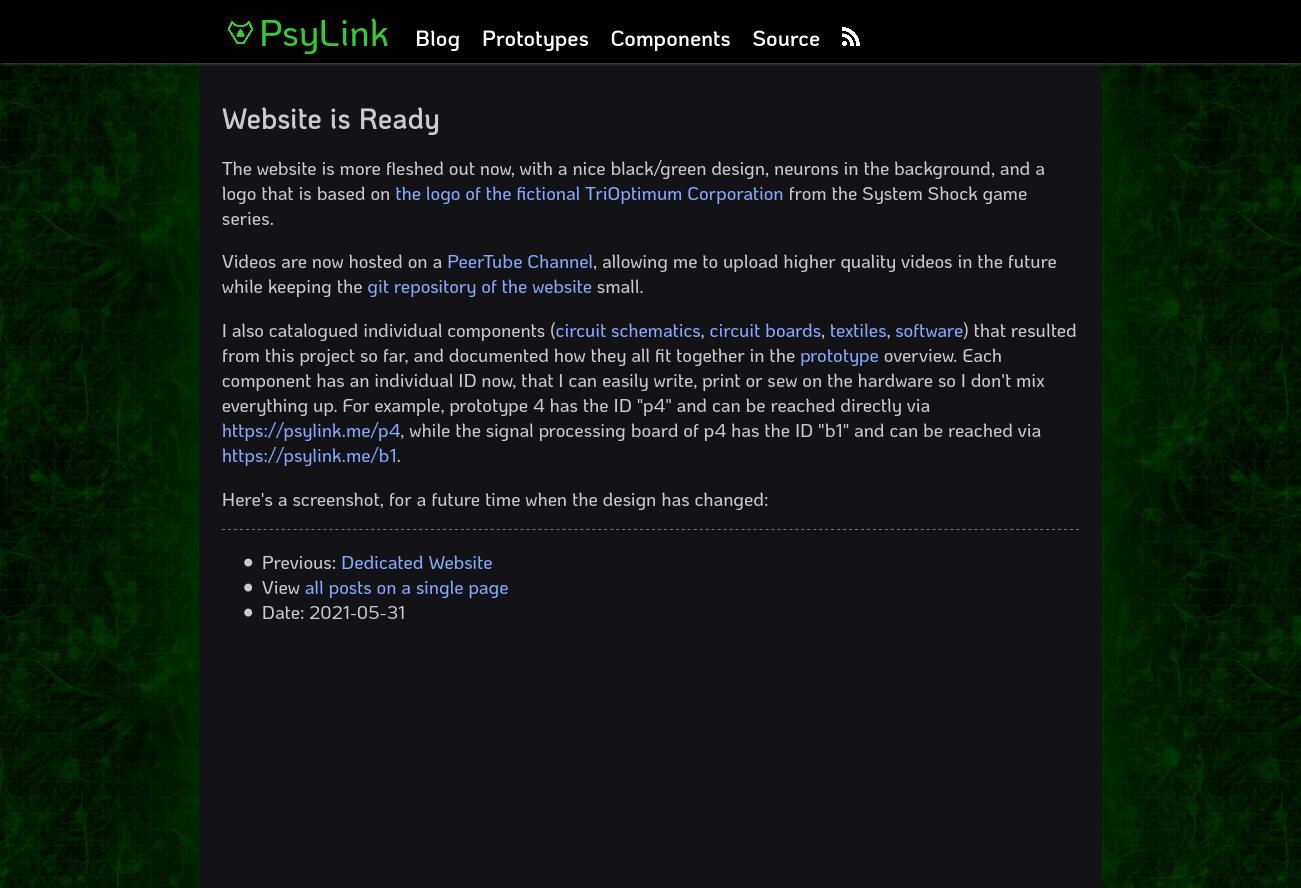 PsyLink Blog Prototypes Components Source
Website is Ready
The website is more fleshed out now, with a nice black/green design, neurons in the background, and a
logo that is based on the logo of the fictional TriOptimum Corporation from the System Shock game
series.
Videos are now hosted on a PeerTube Channel, allowing me to upload higher quality videos in the future
while keeping the git repository of the website small.
I also catalogued individual components (circuit schematics, circuit boards, textiles, software) that resulted
from this project so far, and documented how they all fit together in the prototype overview. Each
component has an individual ID now, that I can easily write, print or sew on the hardware so I don't mix
everything up. For example, prototype 4 has the ID "p4" and can be reached directly via
https://psylink.me/p4, while the signal processing board of p4 has the ID "b1" and can be reached via
https://psylink.me/b1.
Here's a screenshot, for a future time when the design has changed:
Previous: Dedicated Website
View all posts on a single page
Date: 2021-05-31